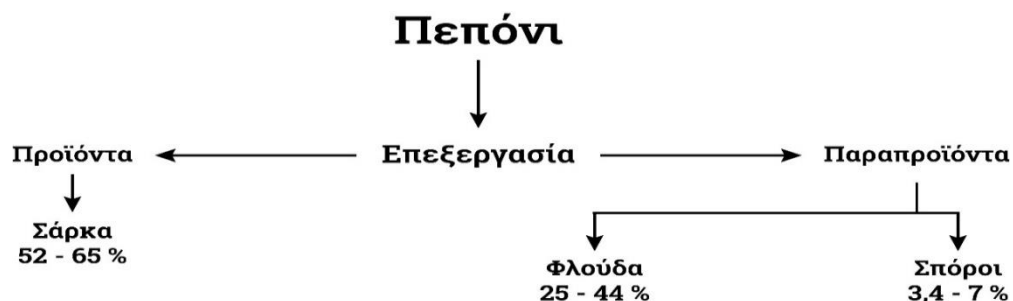 Πεπόνι
Προϊόντα
Επεξεργασία
Παραπροϊόντα
Σάρκα
52 - 65 %
Φλούδα
25 - 44 %
Σπόροι
3,4 - 7 %